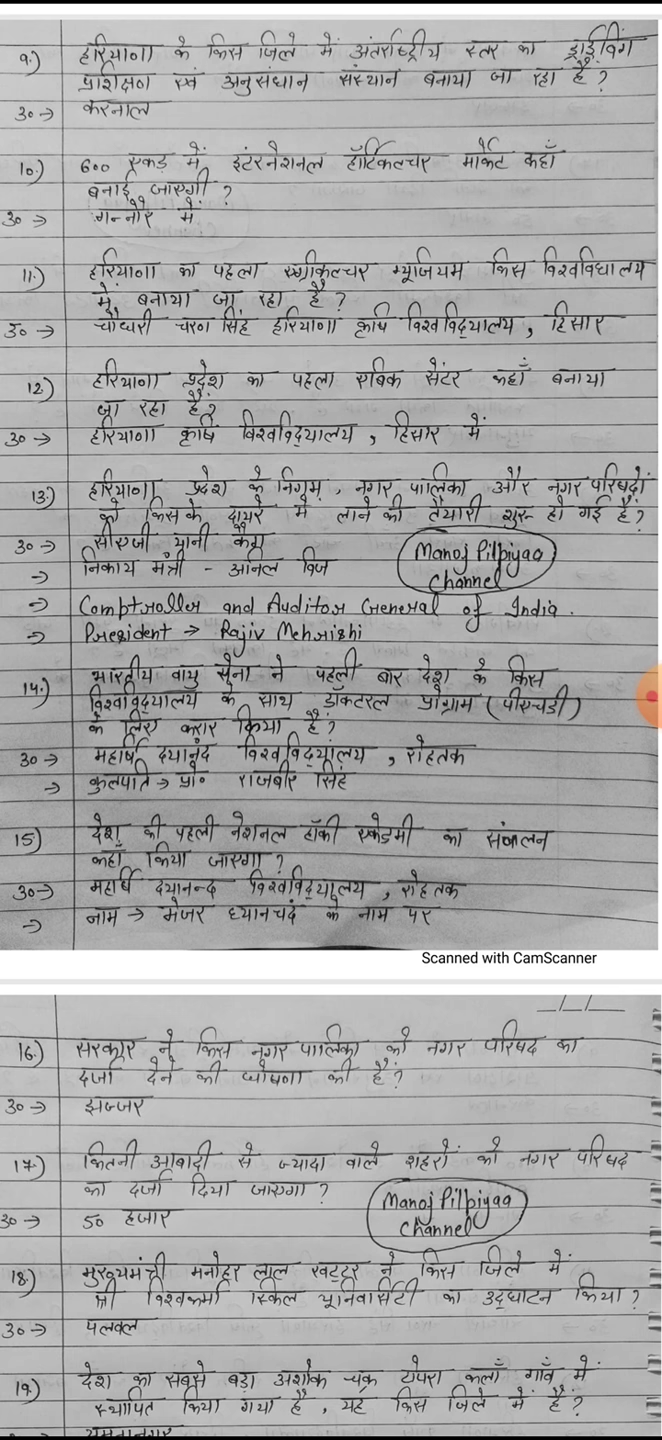 9.) हरियाणा के किस जिले में अंतर्राष्ट्रीय स्तर का ड्राईविंग
प्रशिक्षण एवं अनुसंधान संस्थान बनाया जा रहा है ?
उ० → करनाल
10.) 600 एकड़ में इंटरनेशनल हॉर्टिकल्चर मार्केट कहाँ
बनाई जाएगी ?
उ० → गन्नौर में
11.) हरियाणा का पहला एग्रीकल्चर म्यूजियम किस विश्वविद्यालय
में बनाया जा रहा है ?
उ० → चौधरी चरण सिंह हरियाणा कृषि विश्वविद्यालय , हिसार
12) हरियाणा प्रदेश का पहला एबिक सेंटर कहाँ बनाया
जा रहा है ?
उ० → हरियाणा कृषि विश्वविद्यालय , हिसार में
13.) हरियाणा प्रदेश के निगम, नगर पालिका और नगर परिषदों
को किस के दायरे में लाने की तैयारी शुरू हो गई है ?
उ० → सीएजी यानी कैग
→ निकाय मंत्री - अनिल विज
Manoj Pilpiyaa
Channel
→ Comptroller and Auditor General of India.
→ President → Rajiv Mehrishi
14.) भारतीय वायु सेना ने पहली बार देश के किस
विश्वविद्यालय के साथ डॉक्टरल प्रोग्राम (पीएचडी)
के लिए करार किया है ?
उ० → महार्षि दयानंद विश्वविद्यालय , रोहतक
→ कुलपति → प्रो० राजबीर सिंह
15) देश की पहली नेशनल हॉकी एकेडमी का संचालन
कहाँ किया जाएगा ?
उ० → महार्षि दयानन्द विश्वविद्यालय , रोहतक
→ नाम → मेजर ध्यानचदं के नाम पर
Scanned with CamScanner
16.) सरकार ने किस नगर पालिका को नगर परिषद का
दर्जा देने की घोषणा की है ?
उ० → झज्जर
17.) कितनी आबादी से ज्यादा वाले शहरों को नगर परिषद
का दर्जा दिया जाएगा ?
उ० → 50 हजार
Manoj Pilpiyaa
Channel
18.) मुख्यमंत्री मनोहर लाल खट्टर ने किस जिले में
श्री विश्वकर्मा स्किल यूनिवर्सिटी का उद्घाटन किया ?
उ० → पलवल
19.) देश का सबसे बड़ा अशोक चक्र टोपरा कलाँ गाँव में
स्थापित किया गया है , यह किस जिले में है ?
यमुनानगर